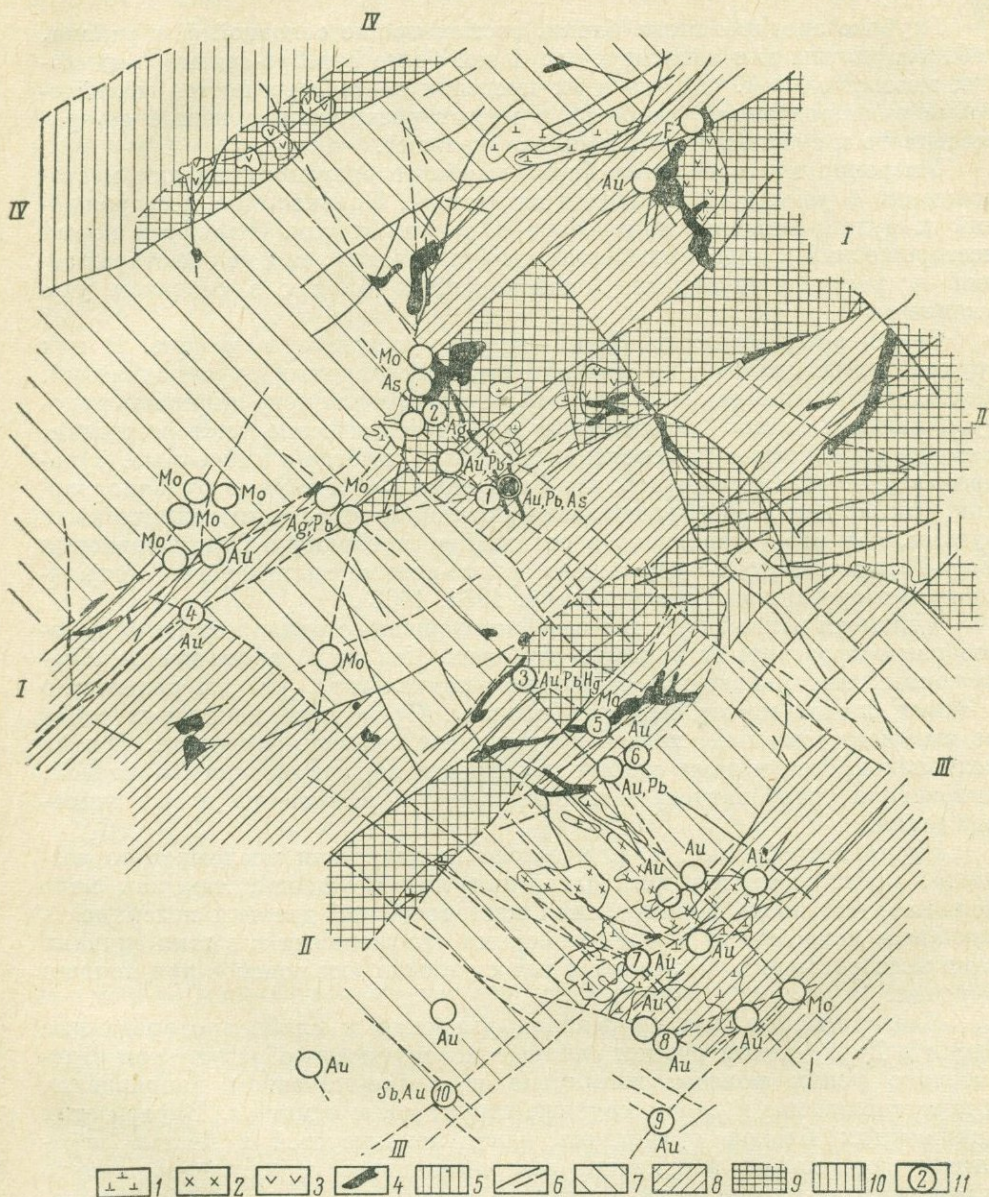 IV
IV
F
Au
I
Mo
As
2
Ag
II
Au, Pb
Mo
Mo
Mo
Mo
1
Au, Pb, As
Ag, Pb
Mo
Au
4
Au
Mo
I
3
Au, Pb, Hg
Mo
5
Au
6
Au, Pb
III
Au
Au
Au
II
Au
7
Au
Au
Mo
Au
8
Au
Au
Au
Sb, Au
10
9
Au
III
1 2 3 4 5 6 7 8 9 10 2 11